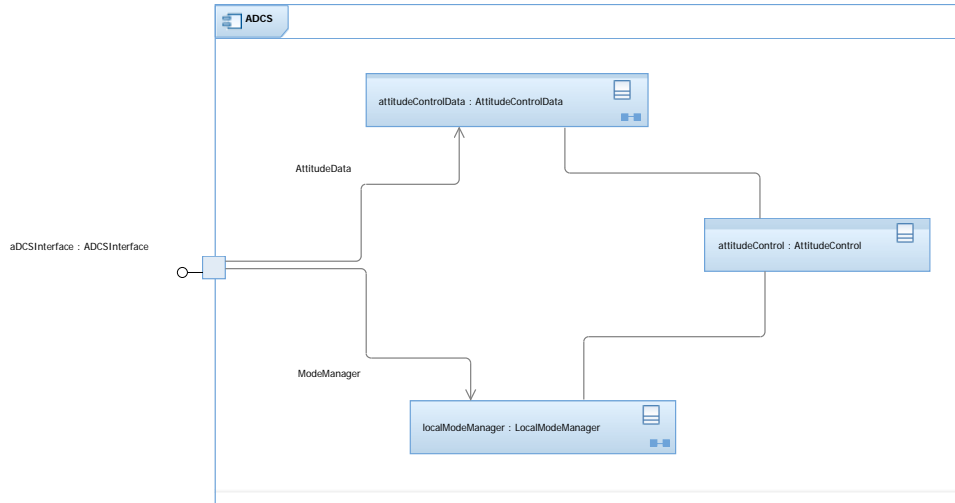 ADCS
attitudeControlData : AttitudeControlData
AttitudeData
aDCSInterface : ADCSInterface
attitudeControl : AttitudeControl
ModeManager
localModeManager : LocalModeManager